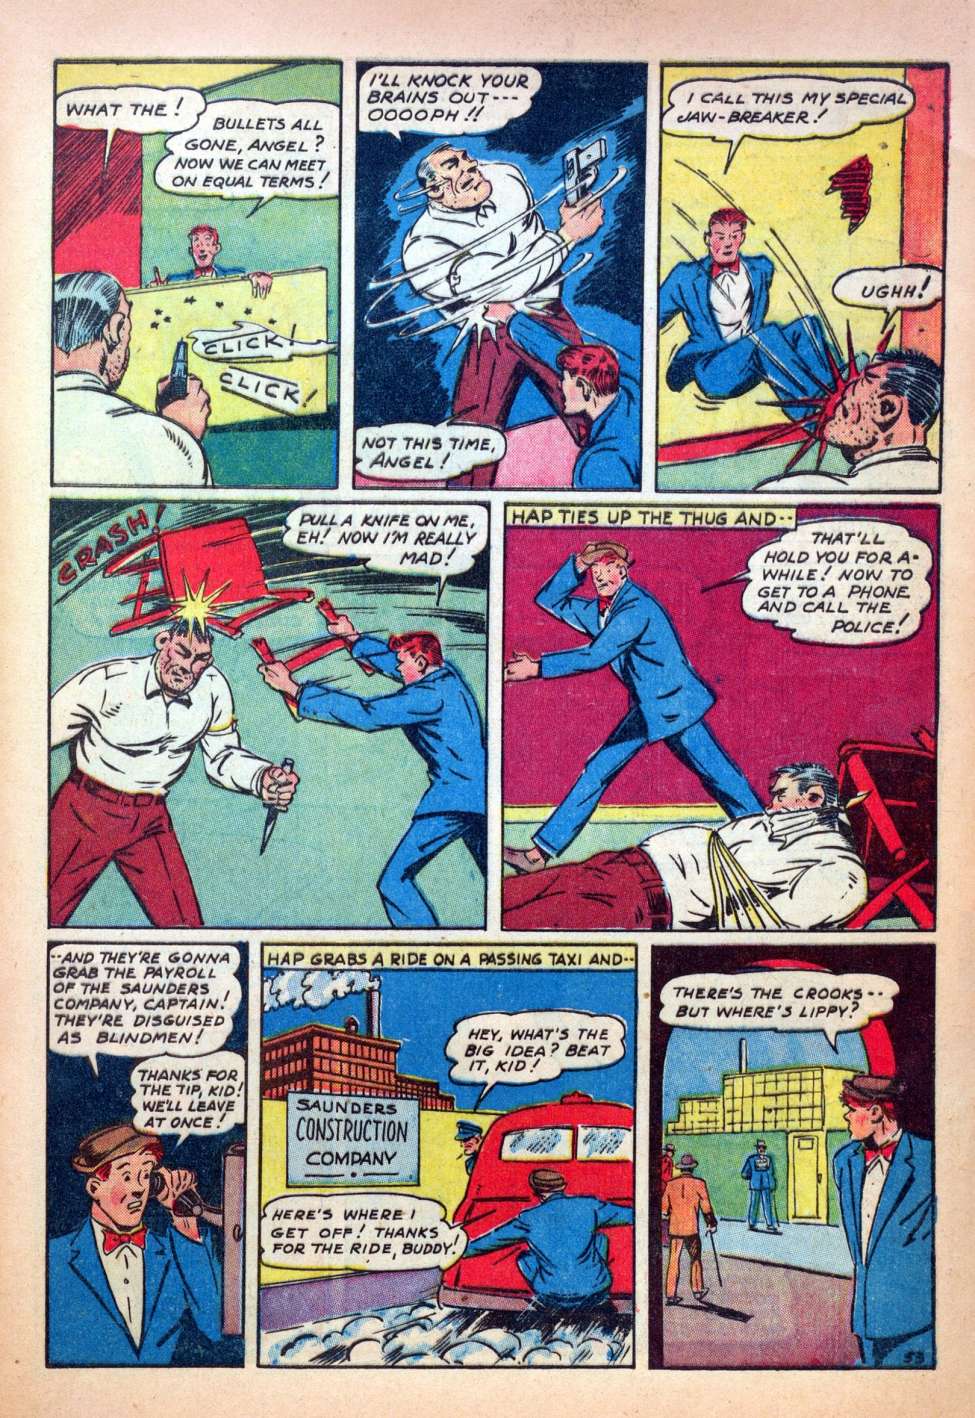 WHAT THE!
BULLETS ALL
GONE, ANGEL?
NOW WE CAN MEET
ON EQUAL TERMS!
CLICK!
CLICK!
I'LL KNOCK YOUR
BRAINS OUT---
OOOOPH!!
NOT THIS TIME,
ANGEL!
I CALL THIS MY SPECIAL
JAW-BREAKER!
UGHH!
CRASH!
PULL A KNIFE ON ME,
EH! NOW I'M REALLY
MAD!
HAP TIES UP THE THUG AND--
THAT'LL
HOLD YOU FOR A-
WHILE! NOW TO
GET TO A PHONE
AND CALL THE
POLICE!
--AND THEY'RE GONNA
GRAB THE PAYROLL
OF THE SAUNDERS
COMPANY, CAPTAIN!
THEY'RE DISGUISED
AS BLINDMEN!
THANKS FOR
THE TIP, KID!
WE'LL LEAVE
AT ONCE!
HAP GRABS A RIDE ON A PASSING TAXI AND--
HEY, WHAT'S THE
BIG IDEA? BEAT
IT, KID!
SAUNDERS
CONSTRUCTION
COMPANY
HERE'S WHERE I
GET OFF! THANKS
FOR THE RIDE, BUDDY!
THERE'S THE CROOKS--
BUT WHERE'S LIPPY?
53